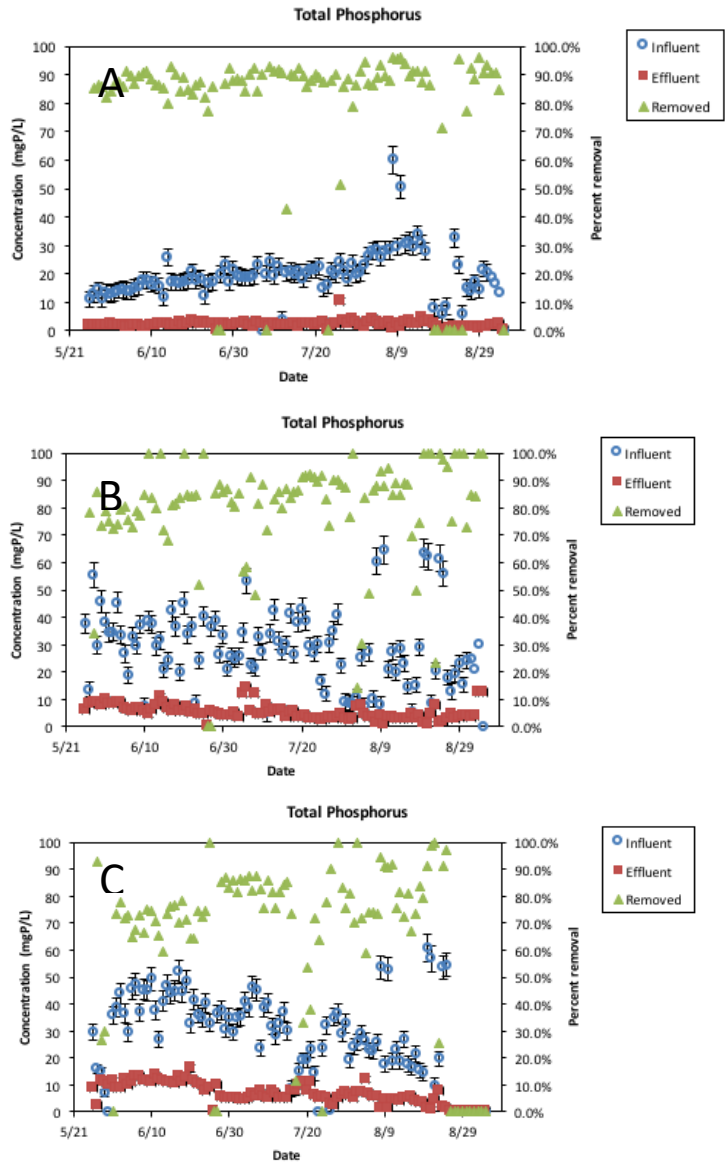 Total Phosphorus
A
100
90
80
70
60
50
40
30
20
10
0
Concentration (mgP/L)
100.0%
90.0%
80.0%
70.0%
60.0%
50.0%
40.0%
30.0%
20.0%
10.0%
0.0%
Percent removal
5/21 6/10 6/30 7/20 8/9 8/29
Date
Influent
Effluent
Removed
Total Phosphorus
B
100
90
80
70
60
50
40
30
20
10
0
Concentration (mgP/L)
100.0%
90.0%
80.0%
70.0%
60.0%
50.0%
40.0%
30.0%
20.0%
10.0%
0.0%
Percent removal
5/21 6/10 6/30 7/20 8/9 8/29
Date
Influent
Effluent
Removed
Total Phosphorus
C
100
90
80
70
60
50
40
30
20
10
0
Concentration (mgP/L)
100.0%
90.0%
80.0%
70.0%
60.0%
50.0%
40.0%
30.0%
20.0%
10.0%
0.0%
Percent removal
5/21 6/10 6/30 7/20 8/9 8/29
Date
Influent
Effluent
Removed